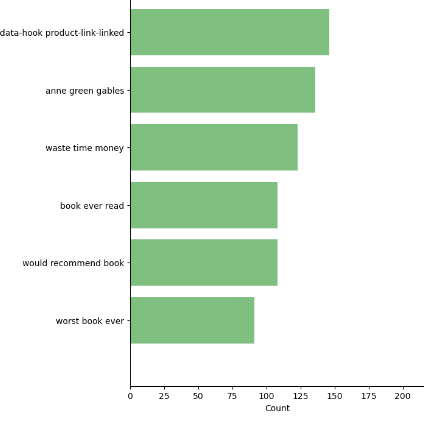 data-hook product-link-linked
anne green gables
waste time money
book ever read
would recommend book
worst book ever
0 25 50 75 100 125 150 175 200
Count